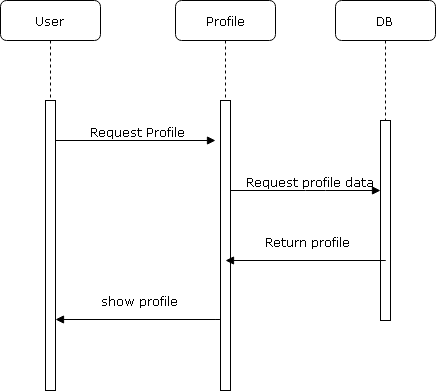 User
Profile
DB
Request Profile
Request profile data
Return profile
show profile